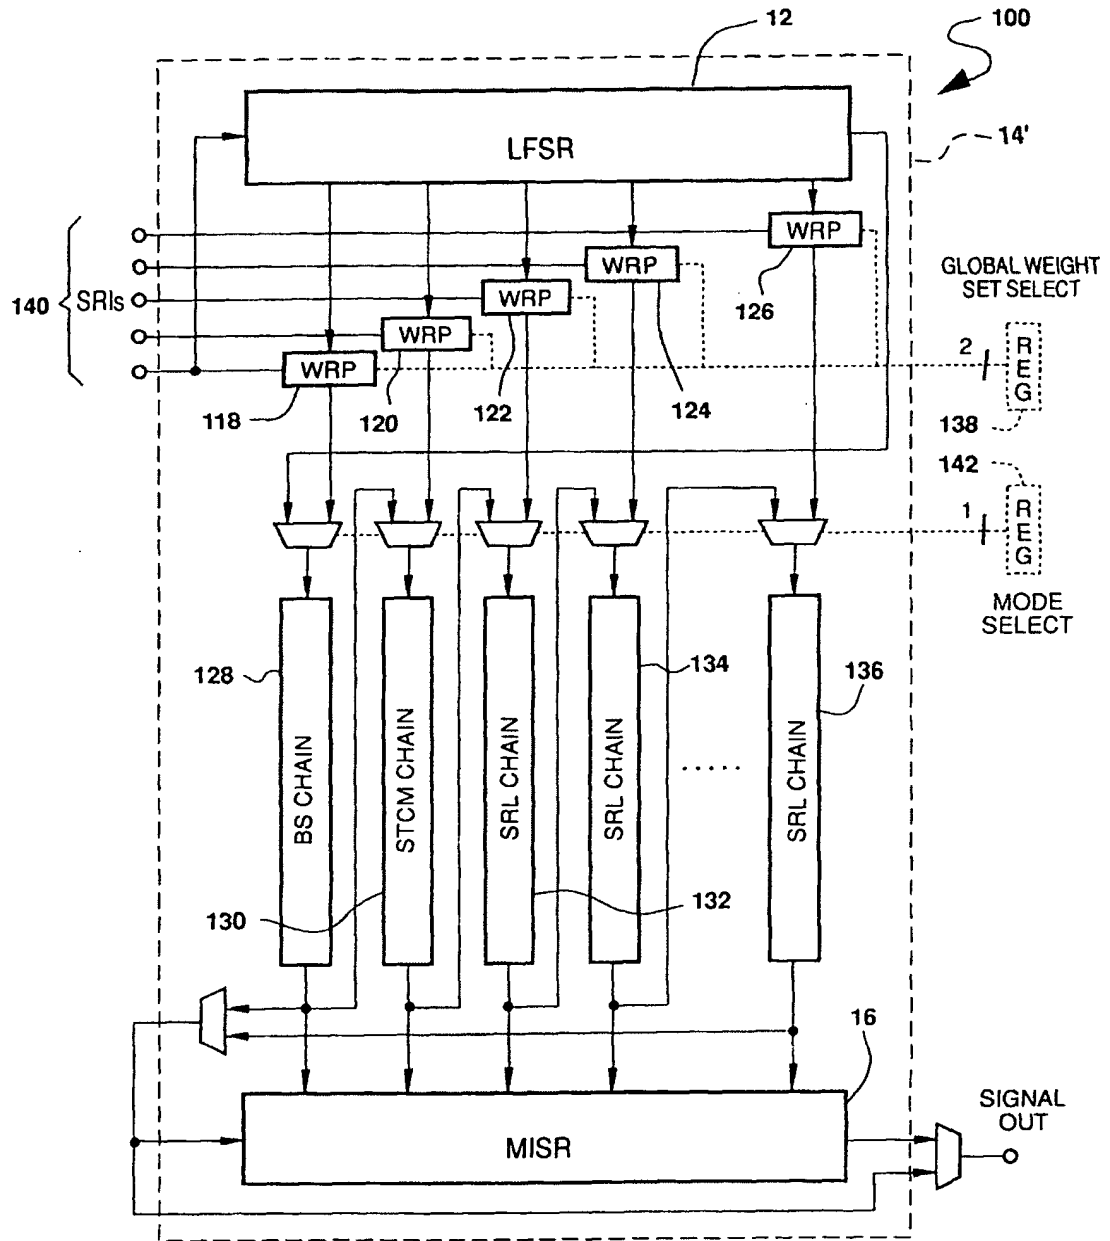 12
100
LFSR
14'
WRP
WRP
126
GLOBAL WEIGHT
SET SELECT
140
SRIs
WRP
122
124
WRP
120
WRP
118
2
REG
138
142
1
REG
MODE
SELECT
128
BS CHAIN
STCM CHAIN
SRL CHAIN
SRL CHAIN
134
.....
SRL CHAIN
136
130
132
16
MISR
SIGNAL
OUT